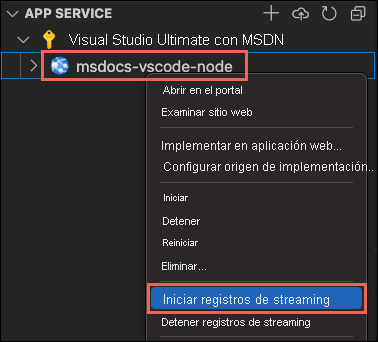 APP SERVICE
Visual Studio Ultimate con MSDN
msdocs-vscode-node
Abrir en el portal
Examinar sitio web
Implementar en aplicación web...
Configurar origen de implementación...
Iniciar
Detener
Reiniciar
Eliminar...
Iniciar registros de streaming
Detener registros de streaming